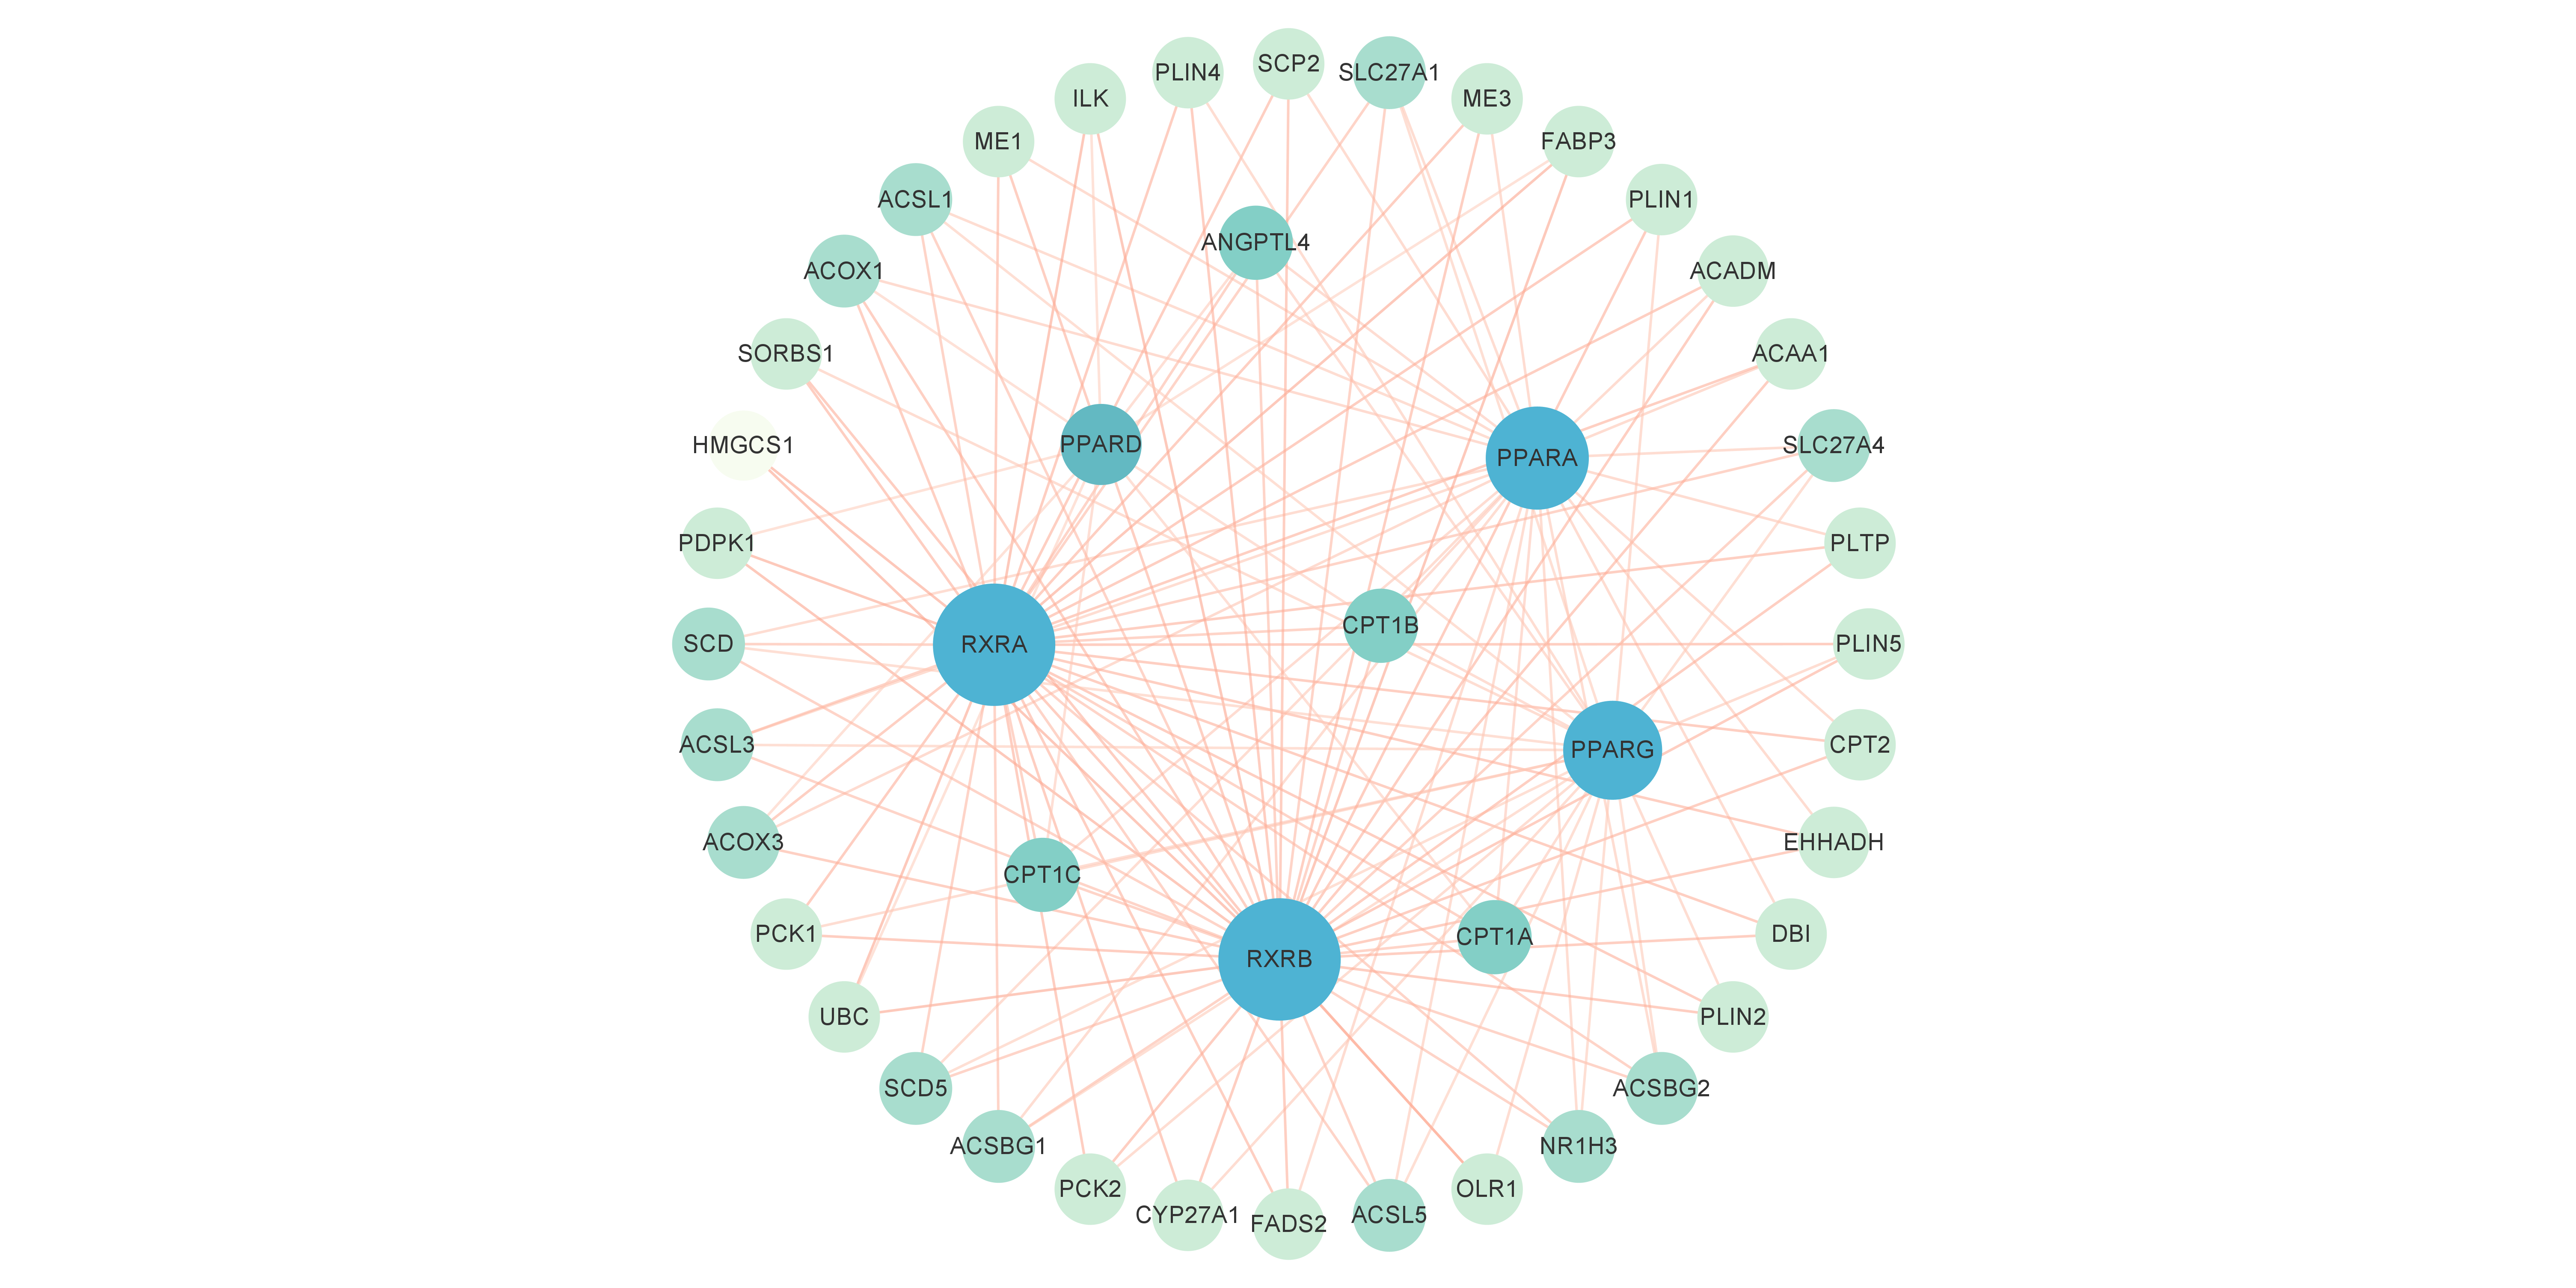 SCP2
PLIN4
SLC27A1
ILK
ME3
ME1
FABP3
ACSL1
PLIN1
ANGPTL4
ACOX1
ACADM
SORBS1
ACAA1
HMGCS1
PPARD
PPARA
SLC27A4
PDPK1
PLTP
CPT1B
SCD
RXRA
PLIN5
ACSL3
PPARG
CPT2
ACOX3
EHHADH
CPT1C
PCK1
CPT1A
DBI
RXRB
UBC
PLIN2
SCD5
ACSBG2
ACSBG1
NR1H3
PCK2
OLR1
CYP27A1
FADS2
ACSL5